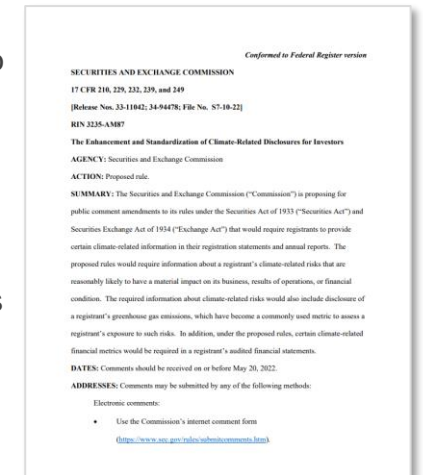 Conformed to Federal Register version
SECURITIES AND EXCHANGE COMMISSION
17 CFR 210, 229, 232, 239, and 249
[Release Nos. 33-11042; 34-94478; File No. S7-10-22]
RIN 3235-AM87
The Enhancement and Standardization of Climate-Related Disclosures for Investors
AGENCY: Securities and Exchange Commission
ACTION: Proposed rule.
SUMMARY: The Securities and Exchange Commission (“Commission”) is proposing for
public comment amendments to its rules under the Securities Act of 1933 (“Securities Act”) and
Securities Exchange Act of 1934 (“Exchange Act”) that would require registrants to provide
certain climate-related information in their registration statements and annual reports. The
proposed rules would require information about a registrant’s climate-related risks that are
reasonably likely to have a material impact on its business, results of operations, or financial
condition. The required information about climate-related risks would also include disclosure of
a registrant’s greenhouse gas emissions, which have become a commonly used metric to assess a
registrant’s exposure to such risks. In addition, under the proposed rules, certain climate-related
financial metrics would be required in a registrant’s audited financial statements.
DATES: Comments should be received on or before May 20, 2022.
ADDRESSES: Comments may be submitted by any of the following methods:
Electronic comments:
• Use the Commission’s internet comment form
(https://www.sec.gov/rules/submitcomments.htm).